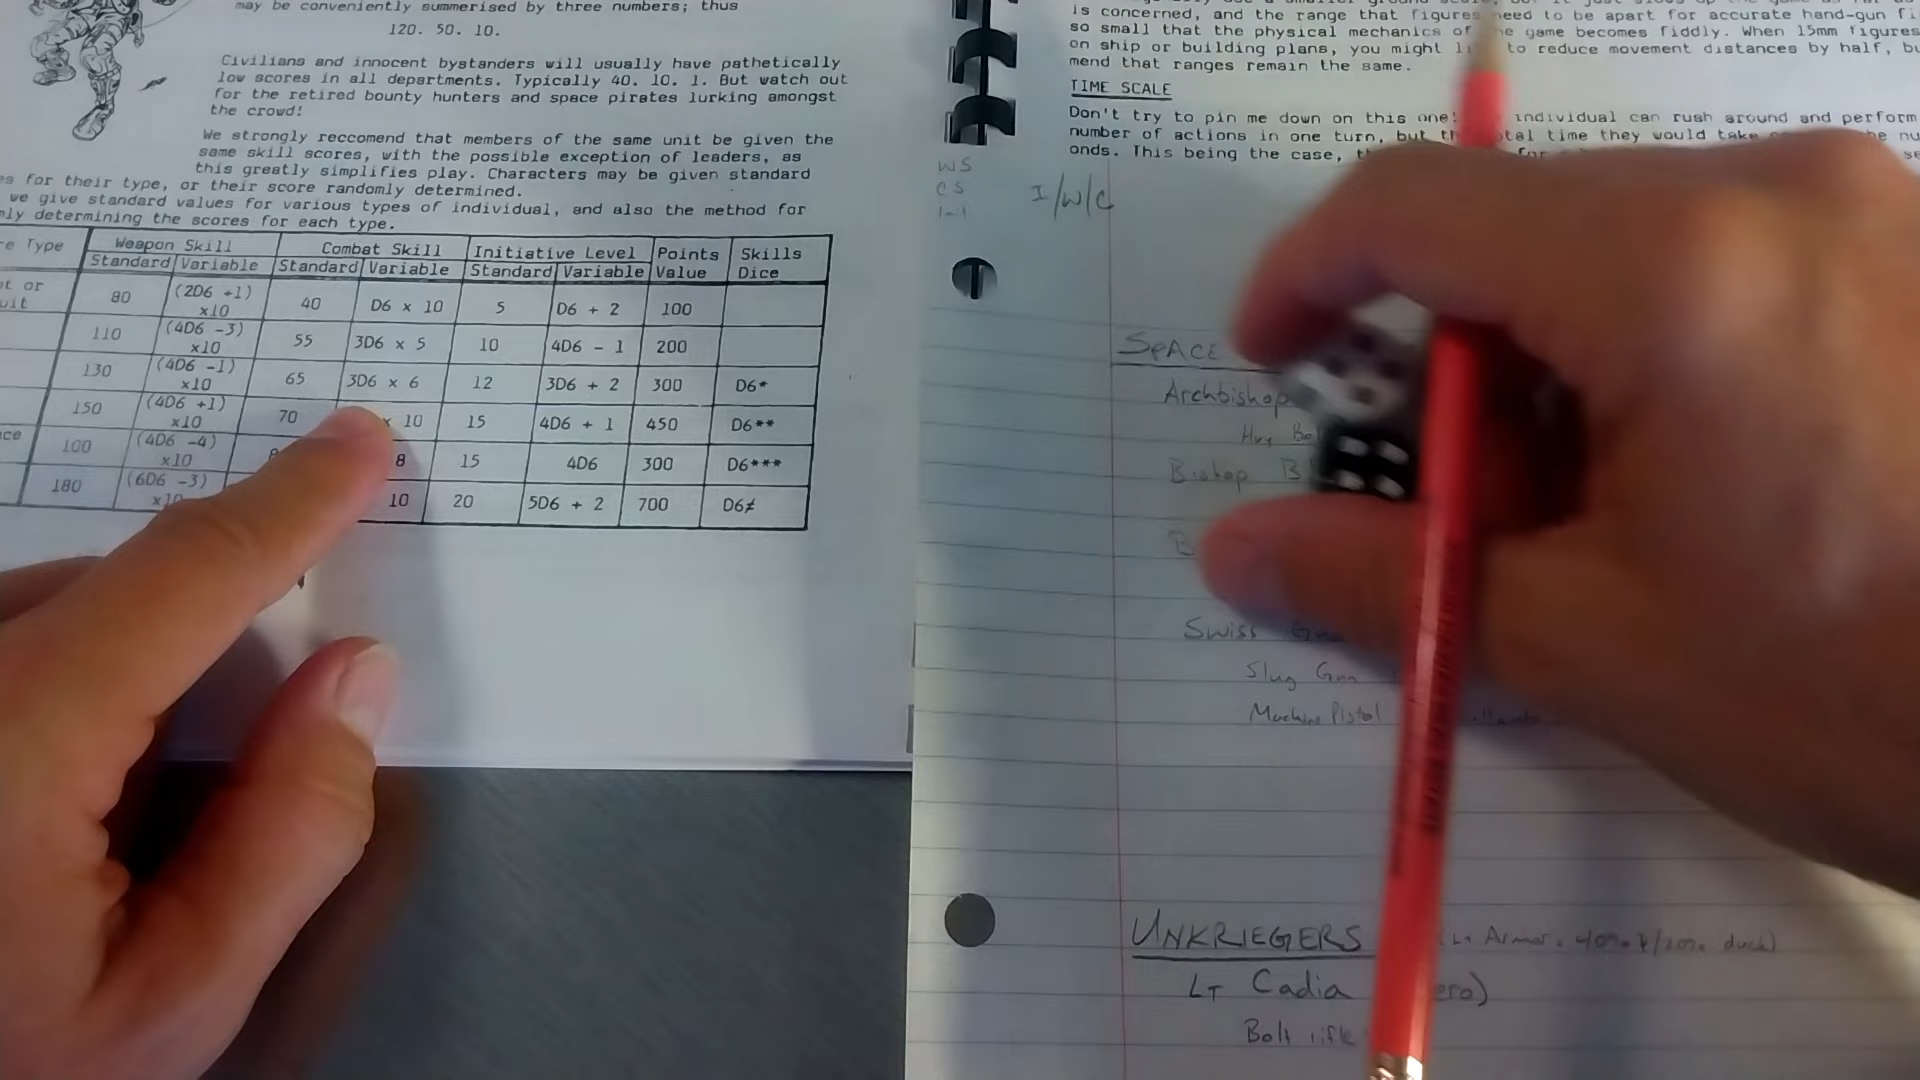 may be conveniently summerised by three numbers; thus
120. 50. 10.
Civilians and innocent bystanders will usually have pathetically
low scores in all departments. Typically 40. 10. 1. But watch out
for the retired bounty hunters and space pirates lurking amongst
the crowd!
We strongly reccomend that members of the same unit be given the
same skill scores, with the possible exception of leaders, as
this greatly simplifies play. Characters may be given standard
for their type, or their score randomly determined.
we give standard values for various types of individual, and also the method for
determining the scores for each type.
Type Weapon Skill Combat Skill Initiative Level Points Skills
Standard Variable Standard Variable Standard Variable Value Dice
or 80 (2D6 +1) x10 40 D6 x 10 5 D6 + 2 100
110 (4D6 -3) x10 55 3D6 x 5 10 4D6 - 1 200
130 (4D6 -1) x10 65 3D6 x 6 12 3D6 + 2 300 D6*
150 (4D6 +1) x10 70 x 10 15 4D6 + 1 450 D6**
100 (4D6 -4) x10 8 15 4D6 300 D6***
180 (6D6 -3) 10 20 5D6 + 2 700 D6≠
is concerned, and the range that figures need to be apart for accurate hand-gun
so small that the physical mechanics of game becomes fiddly. When 15mm figures
on ship or building plans, you might to reduce movement distances by half,
mend that ranges remain the same.
TIME SCALE
Don't try to pin me down on this one! individual can rush around and perform
number of actions in one turn, but time they would take
onds. This being the case,
WS
CS
I/W/C
SPACE
Archbishop
Bishop
Swiss
Slug Gun
Machine Pistol
UNKRIEGERS
LT Cadia
Bolt rifle